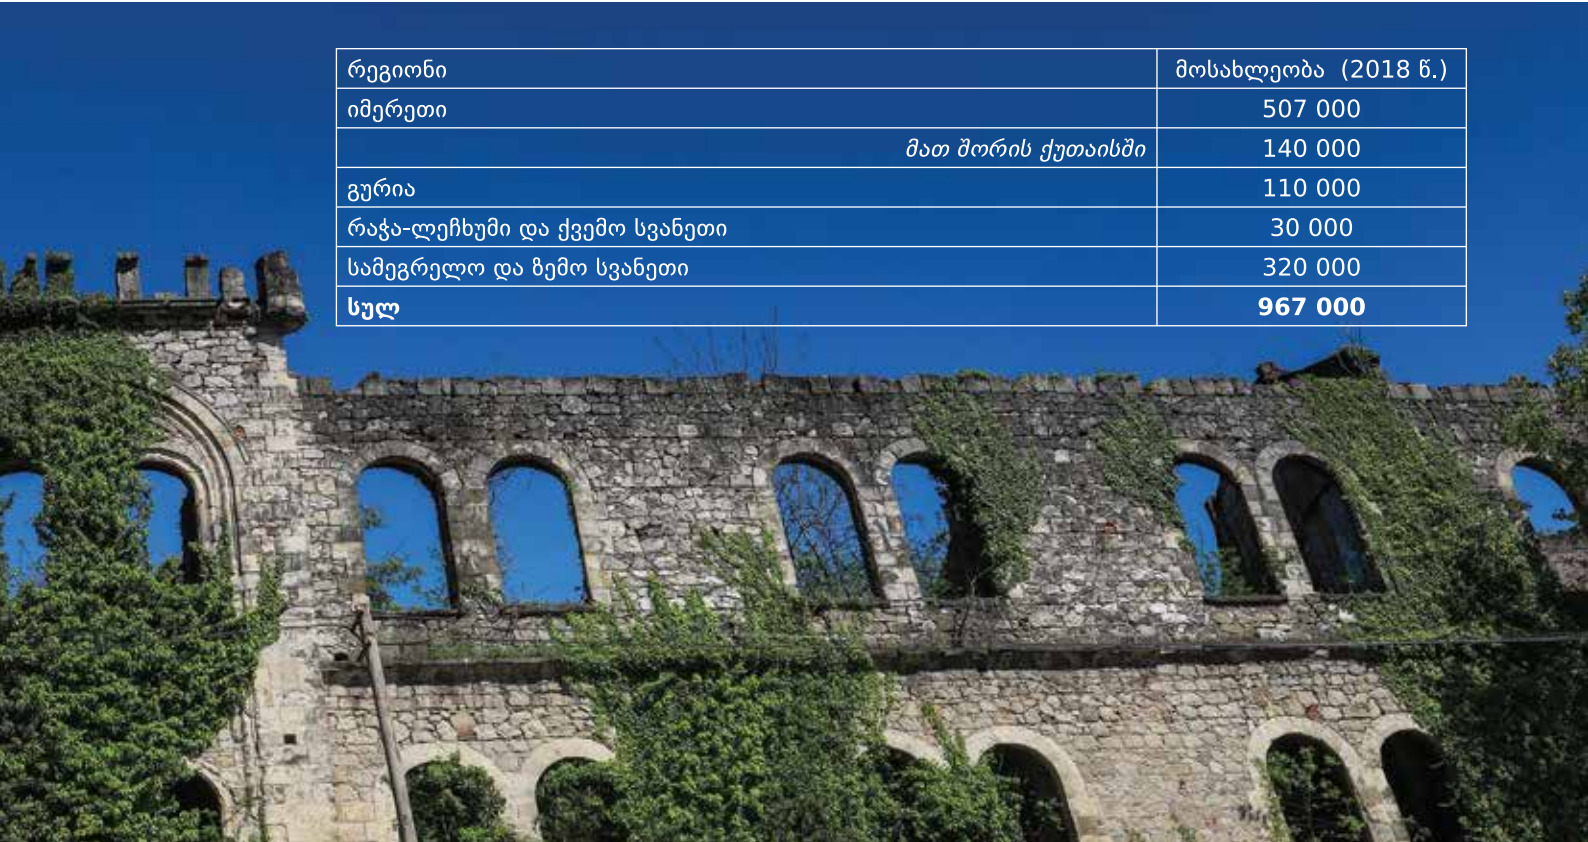 რეგიონი მოსახლეობა (2018 წ.)
იმერეთი 507 000
მათ შორის ქუთაისში 140 000
გურია 110 000
რაჭა-ლეჩხუმი და ქვემო სვანეთი 30 000
სამეგრელო და ზემო სვანეთი 320 000
სულ 967 000